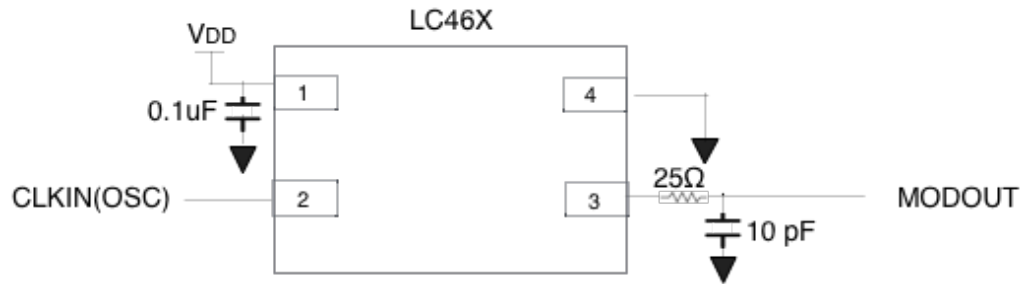 LC46X
VDD
1
4
0.1uF
25Ω
CLKIN(OSC)
2
3
MODOUT
10 pF